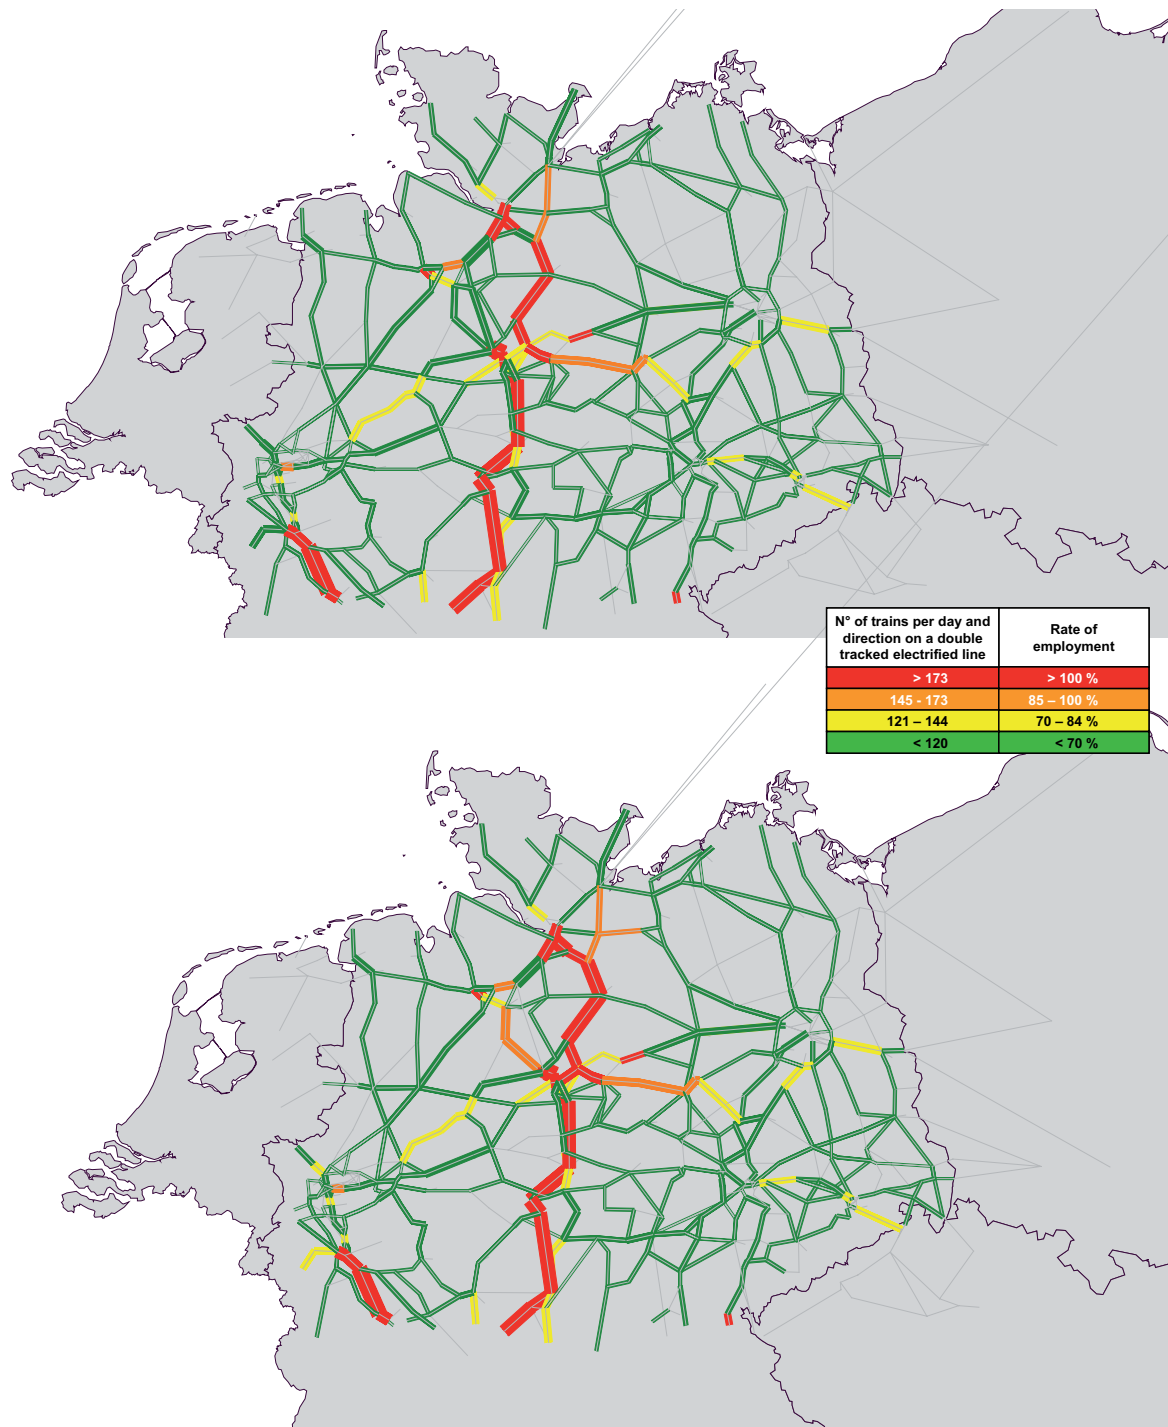 N° of trains per day and
direction on a double
tracked electrified line
Rate of
employment
> 173
> 100 %
145 - 173
85 – 100 %
121 – 144
70 – 84 %
< 120
< 70 %